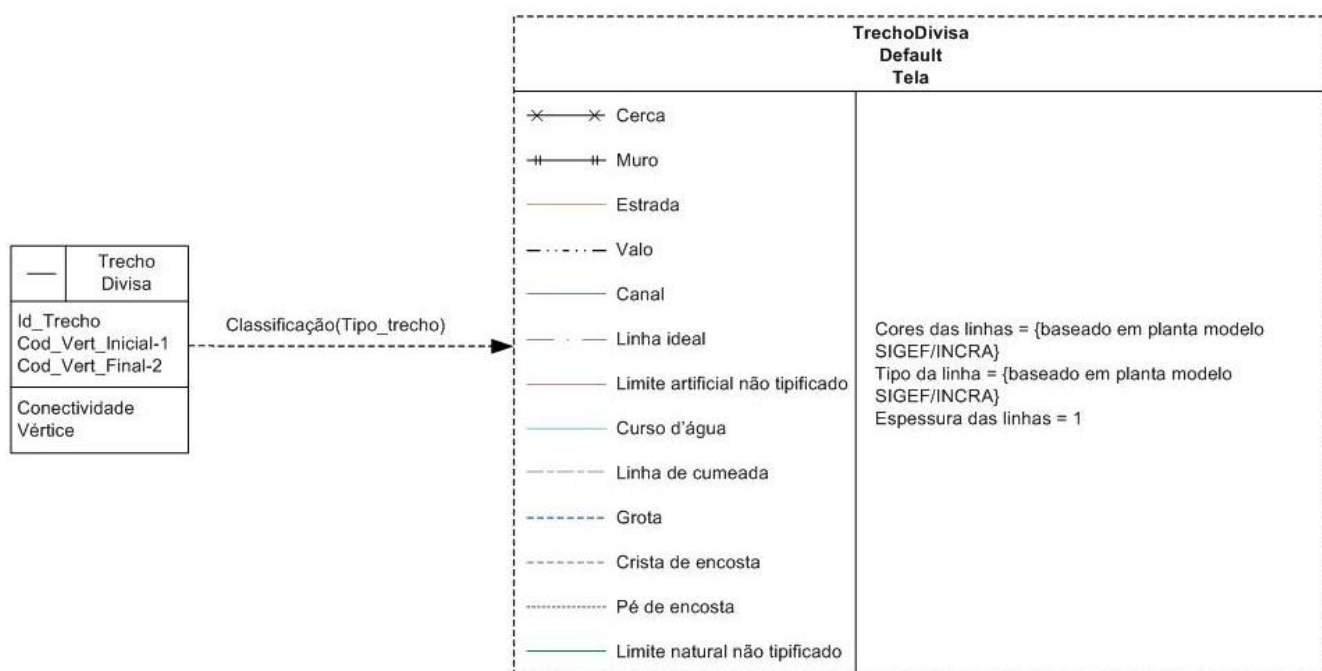 TrechoDivisa
Default
Tela
Cerca
Muro
Estrada
Valo
Canal
Linha ideal
Limite artificial não tipificado
Curso d'água
Linha de cumeada
Grota
Crista de encosta
Pé de encosta
Limite natural não tipificado
Cores das linhas = {baseado em planta modelo
SIGEF/INCRA}
Tipo da linha = {baseado em planta modelo
SIGEF/INCRA}
Espessura das linhas = 1
Trecho
Divisa
Id_Trecho
Cod_Vert_Inicial-1
Cod_Vert_Final-2
Conectividade
Vértice
Classificação(Tipo_trecho)